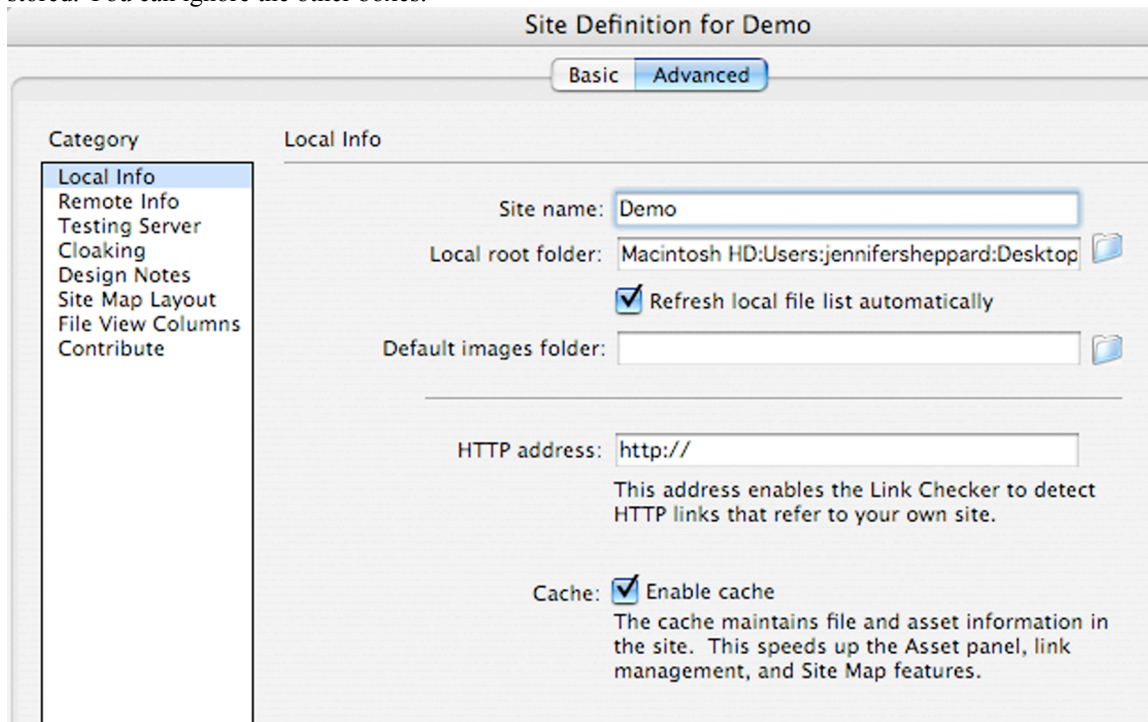 stored. You can ignore the other boxes.
Site Definition for Demo
Basic Advanced
Category
Local Info
Local Info
Remote Info
Testing Server
Cloaking
Design Notes
Site Map Layout
File View Columns
Contribute
Site name: Demo
Local root folder: Macintosh HD:Users:jennifersheppard:Desktop
Refresh local file list automatically
Default images folder:
HTTP address: http://
This address enables the Link Checker to detect
HTTP links that refer to your own site.
Cache: Enable cache
The cache maintains file and asset information in
the site. This speeds up the Asset panel, link
management, and Site Map features.